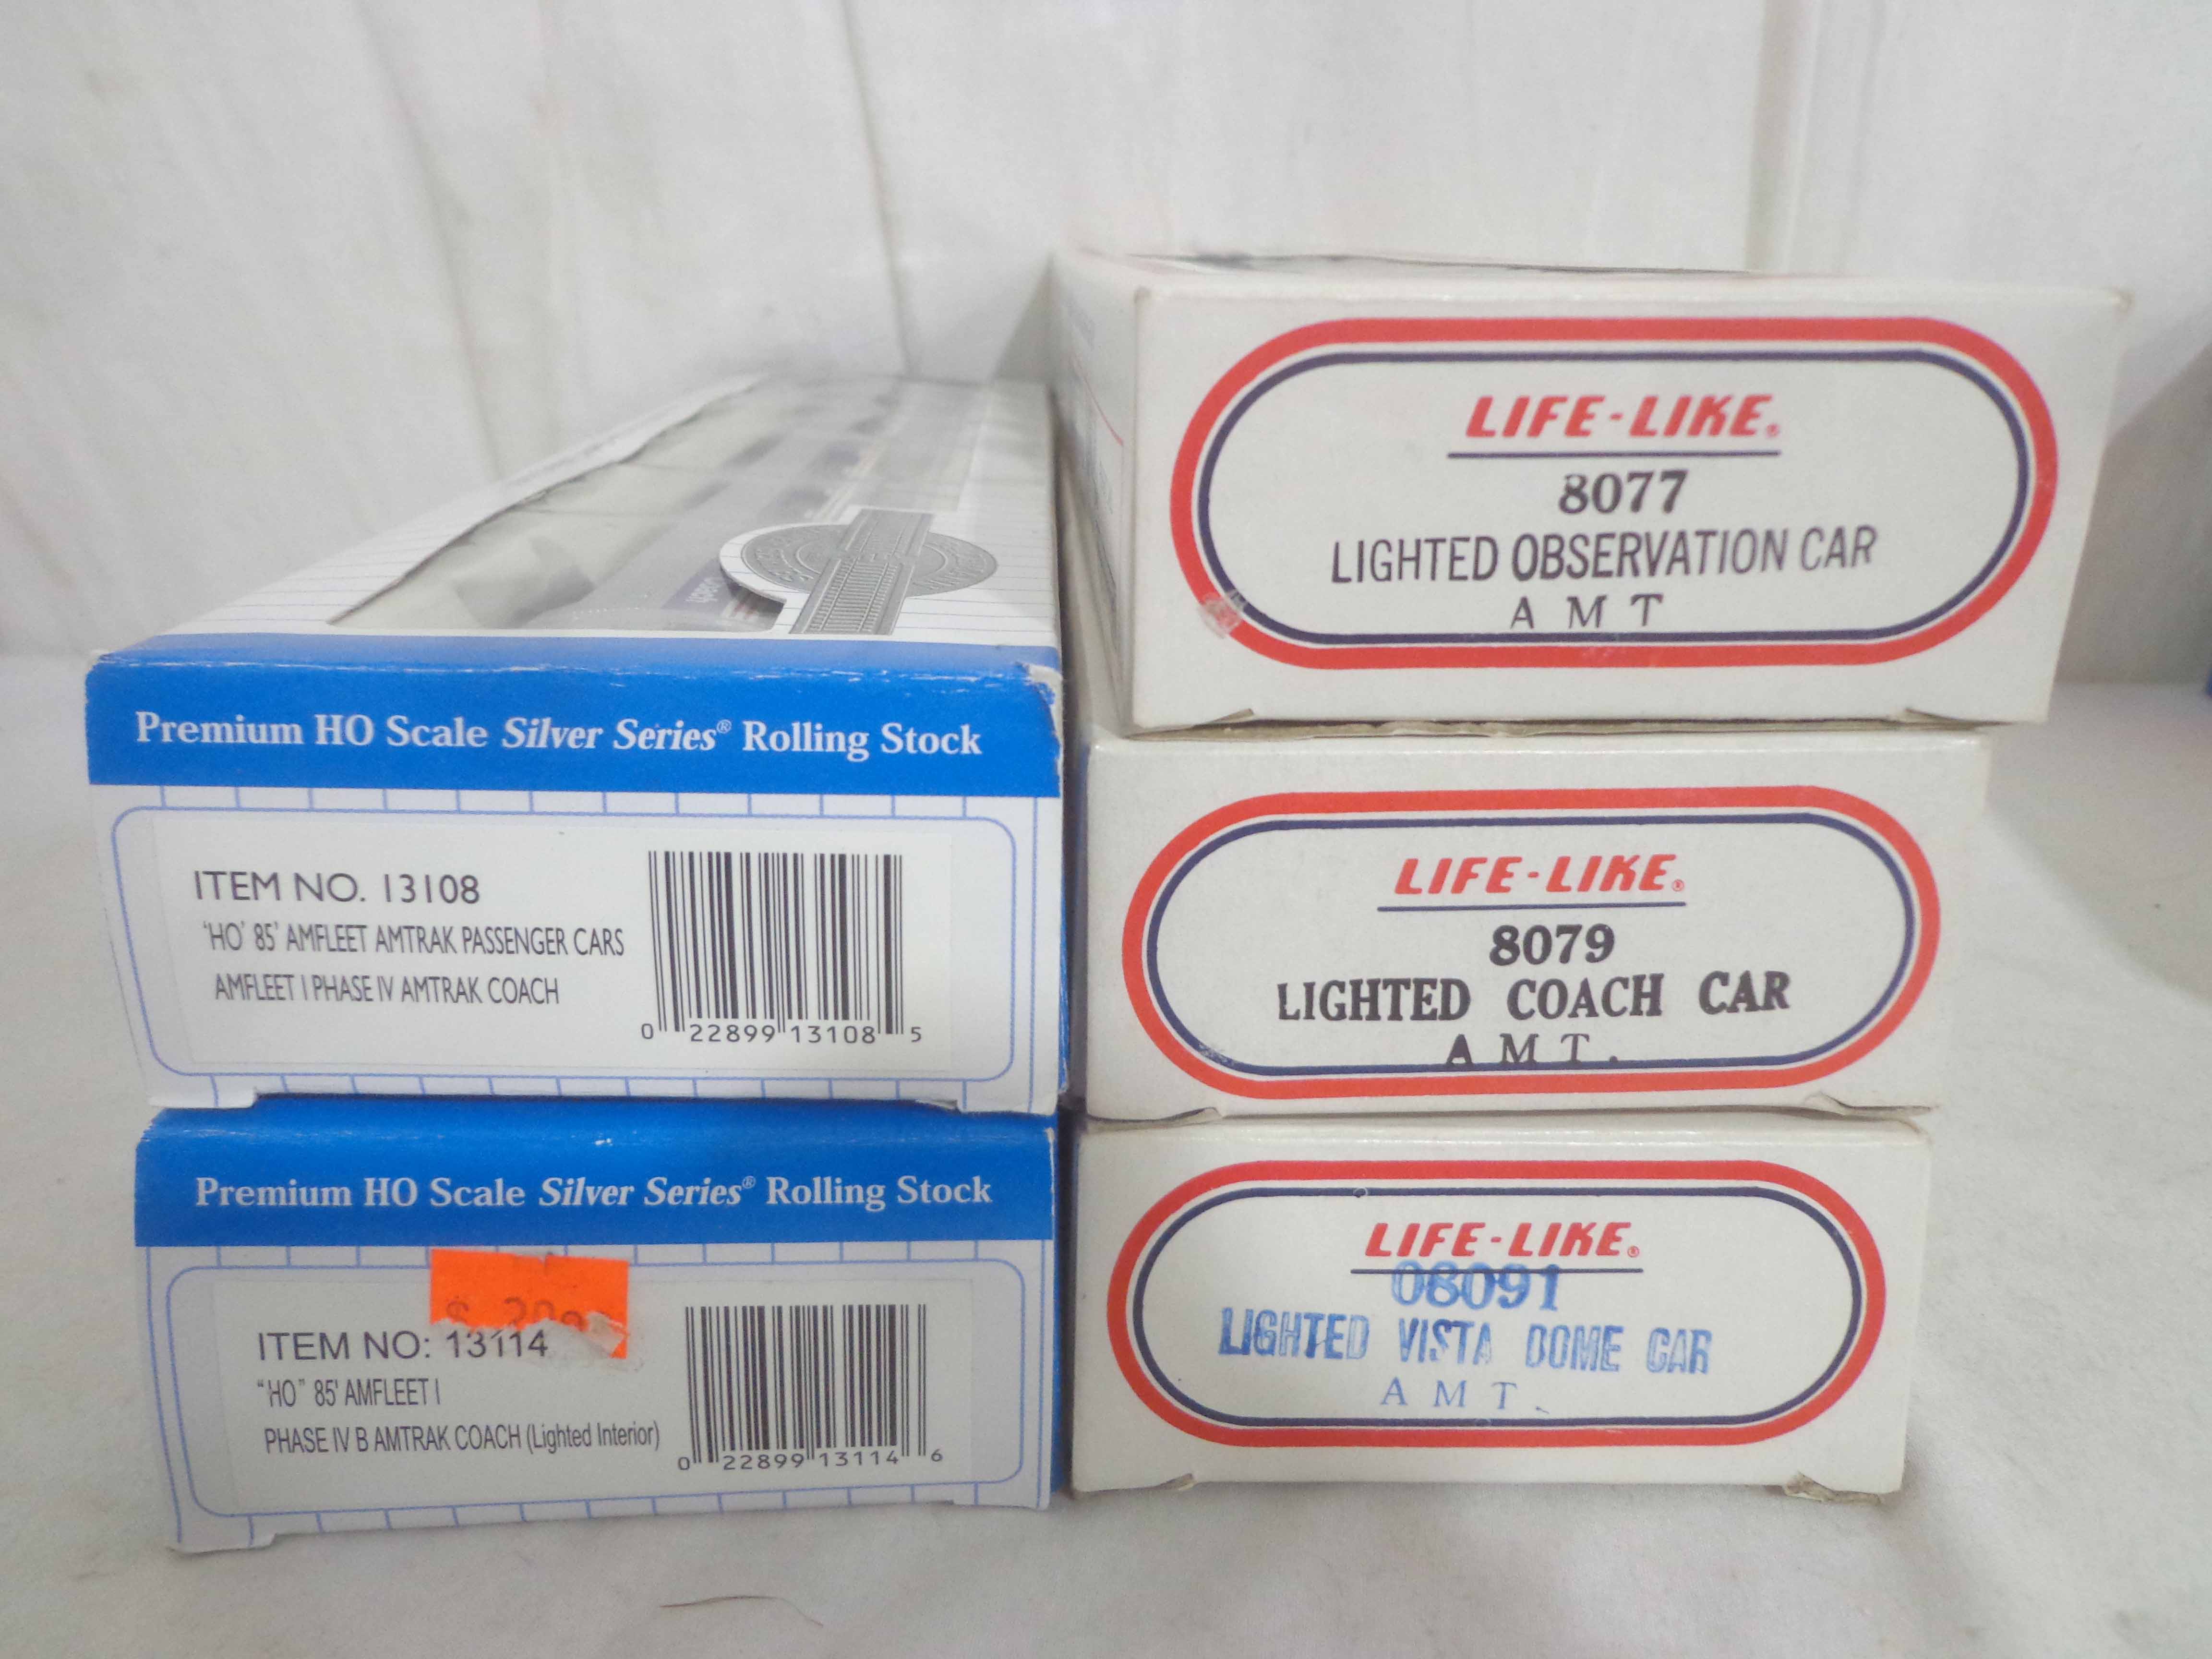 Premium HO Scale Silver Series® Rolling Stock
ITEM NO. 13108
'HO' 85' AMFLEET AMTRAK PASSENGER CARS
AMFLEET I PHASE IV AMTRAK COACH
0 22899 13108 5
Premium HO Scale Silver Series® Rolling Stock
ITEM NO: 13114
"HO" 85' AMFLEET I
PHASE IV B AMTRAK COACH (Lighted Interior)
0 22899 13114 6
LIFE-LIKE®
8077
LIGHTED OBSERVATION CAR
A M T
LIFE-LIKE®
8079
LIGHTED COACH CAR
A M T.
LIFE-LIKE®
08091
LIGHTED VISTA DOME CAR
A M T.